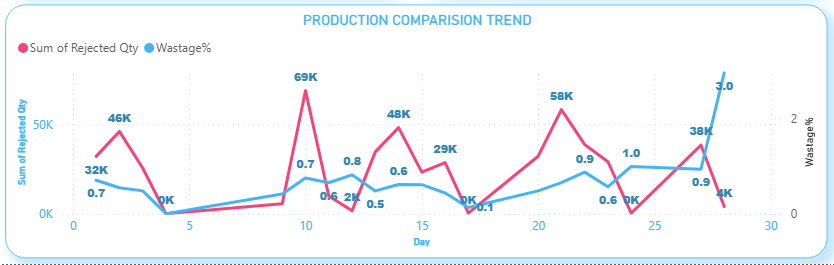 PRODUCTION COMPARISION TREND
Sum of Rejected Qty Wastage%
69K
3.0
58K
46K
48K
50K
2
38K
29K
1.0
0.7
0.8
0.9
32K
0.6
0.9
0.7
4K
0K
0.6
2K
0.5
0K
0.1
0.6
0K
0K
0
0 5 10 15 20 25 30
Day
Sum of Rejected Qty
Wastage%